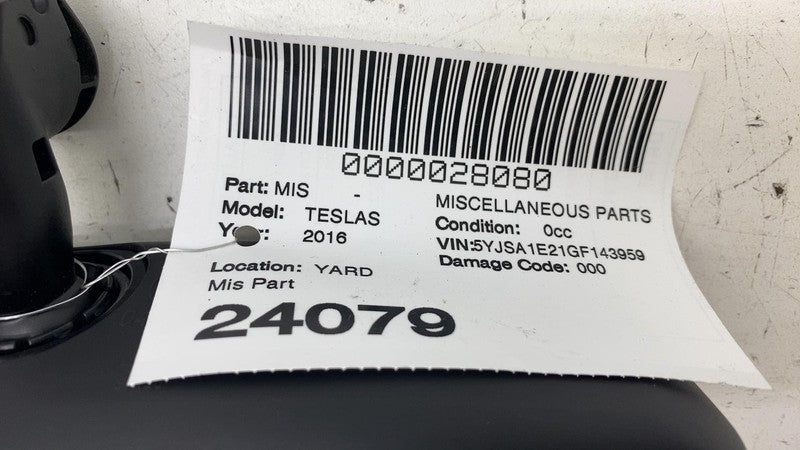 0000028080
Part: MIS - MISCELLANEOUS PARTS
Model: TESLAS Condition: 0cc
2016 VIN:5YJSA1E21GF143959
Location: YARD Damage Code: 000
Mis Part
24079